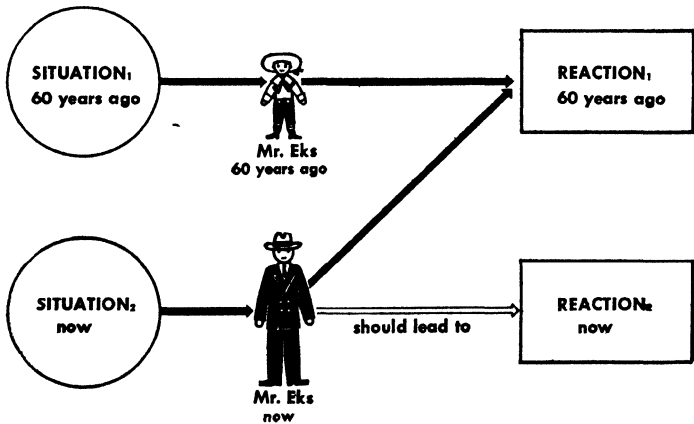 SITUATION₁
60 years ago
REACTION₁
60 years ago
Mr. Eks
60 years ago
SITUATION₂
now
should lead to
REACTION₂
now
Mr. Eks
now